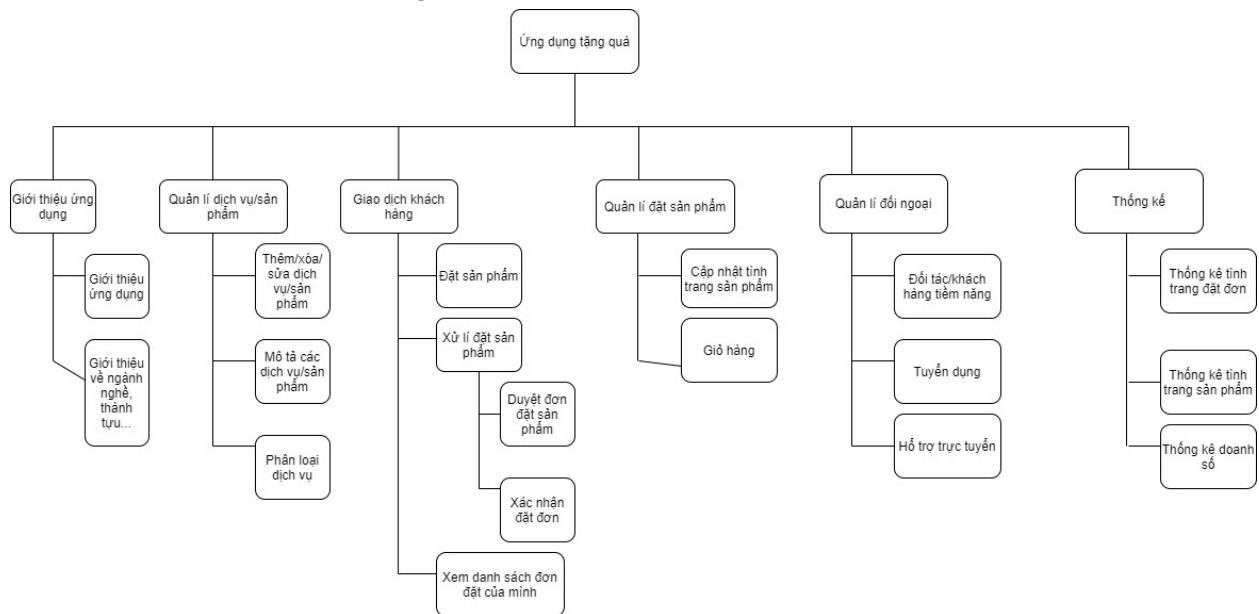 Ứng dụng tặng quà
Giới thiệu ứng
dụng
Quản lí dịch vụ/sản
phẩm
Giao dịch khách
hàng
Quản lí đặt sản phẩm
Quản lí đối ngoại
Thống kế
Giới thiệu
ứng dụng
Giới thiệu
về ngành
nghề,
thành
tựu...
Thêm/xóa/
sửa dịch
vụ/sản
phẩm
Mô tả các
dịch vụ/sản
phẩm
Phân loại
dịch vụ
Đặt sản phẩm
Xử lí đặt sản
phẩm
Duyệt đơn
đặt sản
phẩm
Xác nhận
đặt đơn
Xem danh sách đơn
đặt của mình
Cập nhật tình
trang sản phẩm
Giỏ hàng
Đối tác/khách
hàng tiềm năng
Tuyển dụng
Hổ trợ trực tuyến
Thống kê tình
trang đặt đơn
Thống kê tình
trang sản phẩm
Thống kê doanh
số